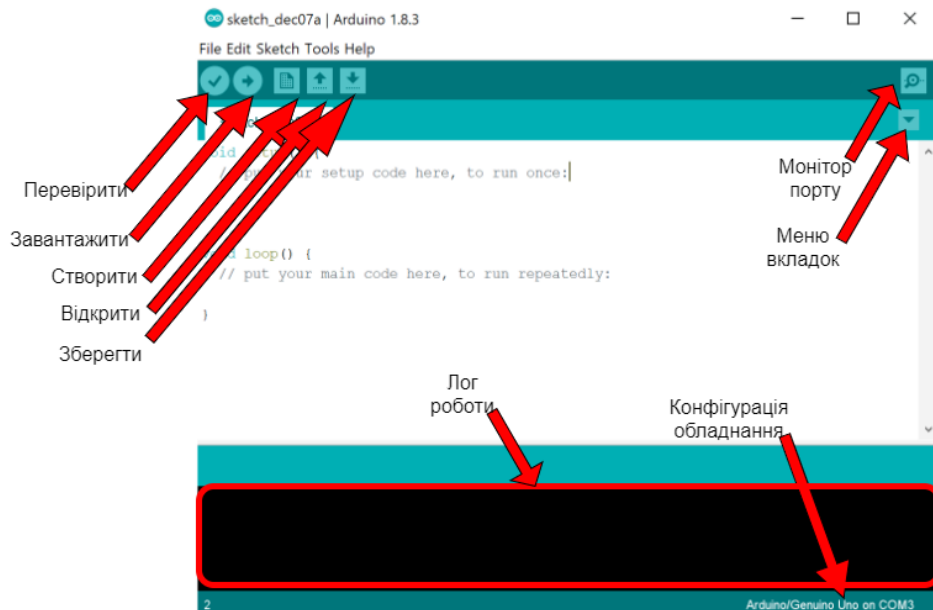 sketch_dec07a | Arduino 1.8.3
File Edit Sketch Tools Help
// put your setup code here, to run once:
loop() {
// put your main code here, to run repeatedly:
}
Перевірити
Завантажити
Створити
Відкрити
Зберегти
Монітор
порту
Меню
вкладок
Лог
роботи
Конфігурація
обладнання
2
Arduino/Genuino Uno on COM3